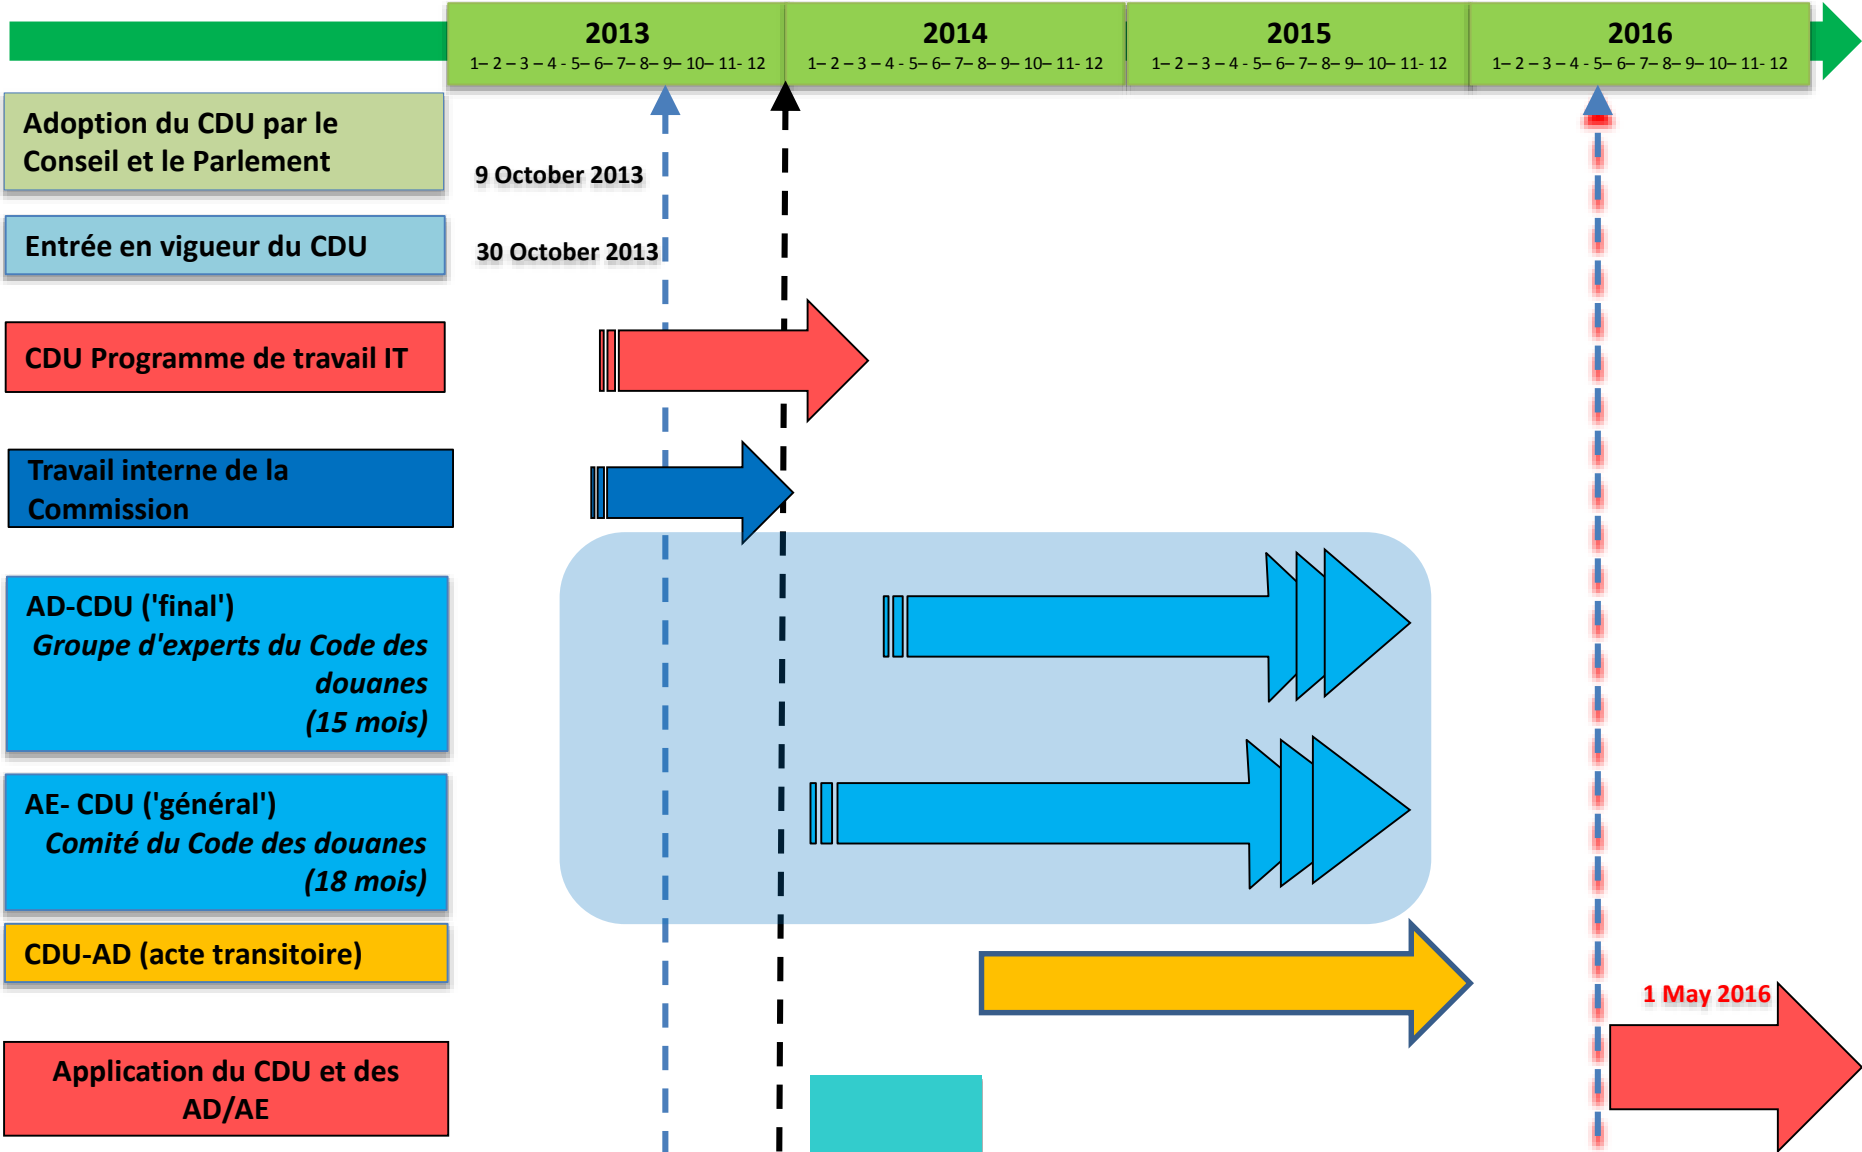 2013
1– 2 – 3 – 4 - 5– 6– 7– 8– 9– 10– 11- 12
2014
1– 2 – 3 – 4 - 5– 6– 7– 8– 9– 10– 11- 12
2015
1– 2 – 3 – 4 - 5– 6– 7– 8– 9– 10– 11- 12
2016
1– 2 – 3 – 4 - 5– 6– 7– 8– 9– 10– 11- 12
Adoption du CDU par le
Conseil et le Parlement
9 October 2013
Entrée en vigueur du CDU
30 October 2013
CDU Programme de travail IT
Travail interne de la
Commission
AD-CDU ('final')
Groupe d'experts du Code des
douanes
(15 mois)
AE- CDU ('général')
Comité du Code des douanes
(18 mois)
CDU-AD (acte transitoire)
1 May 2016
Application du CDU et des
AD/AE